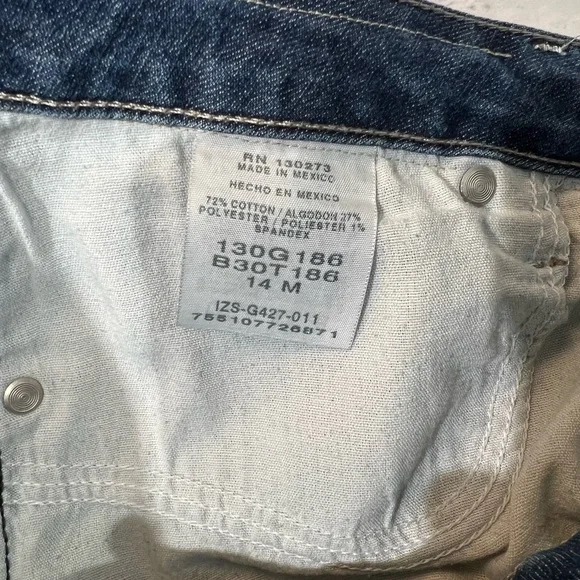 RN 130273
MADE IN MEXICO
HECHO EN MEXICO
72% COTTON / ALGODON 27%
POLYESTER / POLIESTER 1%
SPANDEX
130G186
B30T186
14 M
IZS-G427-011
755107726871